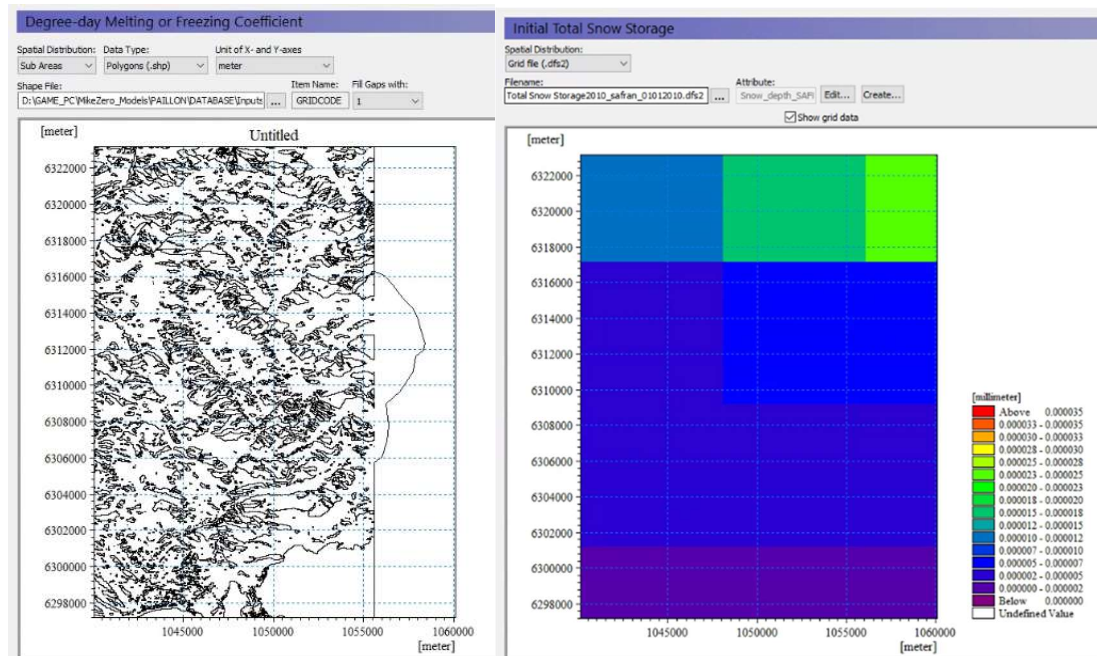 Degree-day Melting or Freezing Coefficient
Spatial Distribution: Data Type: Unit of X- and Y-axes
Sub Areas Polygons (.shp) meter
Shape File: Item Name: Fill Gaps with:
D:\GAME_PC\MikeZero_Models\PAILLON\DATABASE\Inputs ... GRIDCODE 1
[meter] Untitled
6322000
6320000
6318000
6316000
6314000
6312000
6310000
6308000
6306000
6304000
6302000
6300000
6298000
1045000 1050000 1055000 1060000
[meter]
Initial Total Snow Storage
Spatial Distribution:
Grid file (.dfs2)
Filename: Attribute:
Total Snow Storage2010_safran_01012010.dfs2 ... Snow_depth_SAFI Edit... Create...
Show grid data
[meter]
6322000
6320000
6318000
6316000
6314000
6312000
6310000
6308000
6306000
6304000
6302000
6300000
6298000
1045000 1050000 1055000 1060000
[meter]
[millimeter]
Above 0.000035
0.000033 - 0.000035
0.000030 - 0.000033
0.000028 - 0.000030
0.000025 - 0.000028
0.000023 - 0.000025
0.000020 - 0.000023
0.000018 - 0.000020
0.000015 - 0.000018
0.000012 - 0.000015
0.000010 - 0.000012
0.000007 - 0.000010
0.000005 - 0.000007
0.000002 - 0.000005
0.000000 - 0.000002
Below 0.000000
Undefined Value